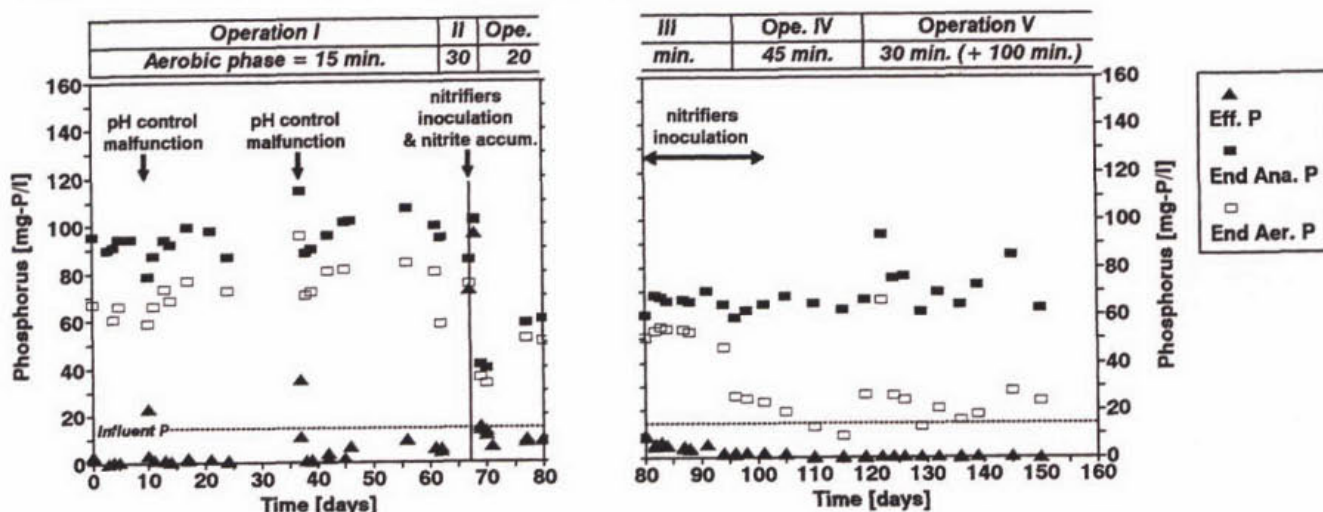 Operation I II Ope.
Aerobic phase = 15 min. 30 20
III Ope. IV Operation V
min. 45 min. 30 min. (+ 100 min.)
Phosphorus [mg-P/l]
160
140
120
100
80
60
40
20
0
pH control
malfunction
pH control
malfunction
nitrifiers
inoculation
& nitrite accum.
Influent P
0 10 20 30 40 50 60 70 80
Time [days]
nitrifiers
inoculation
80 90 100 110 120 130 140 150 160
Time [days]
160
140
120
100
80
60
40
20
0
Phosphorus [mg-P/l]
Eff. P
End Ana. P
End Aer. P